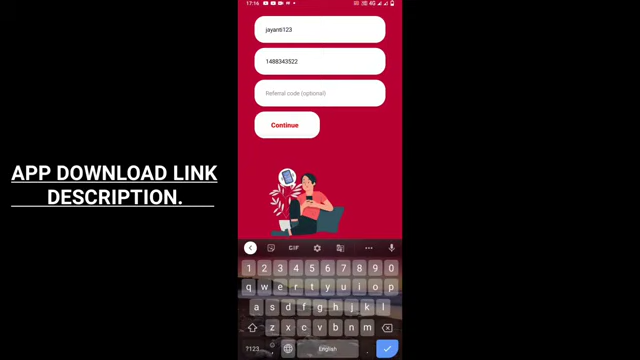 17:16
4G
jayanti123
1488343522
Referral code (optional)
Continue
APP DOWNLOAD LINK
DESCRIPTION.
GIF
1 2 3 4 5 6 7 8 9 0
q w e r t y u i o p
a s d f g h j k l
z x c v b n m
?123 , English .